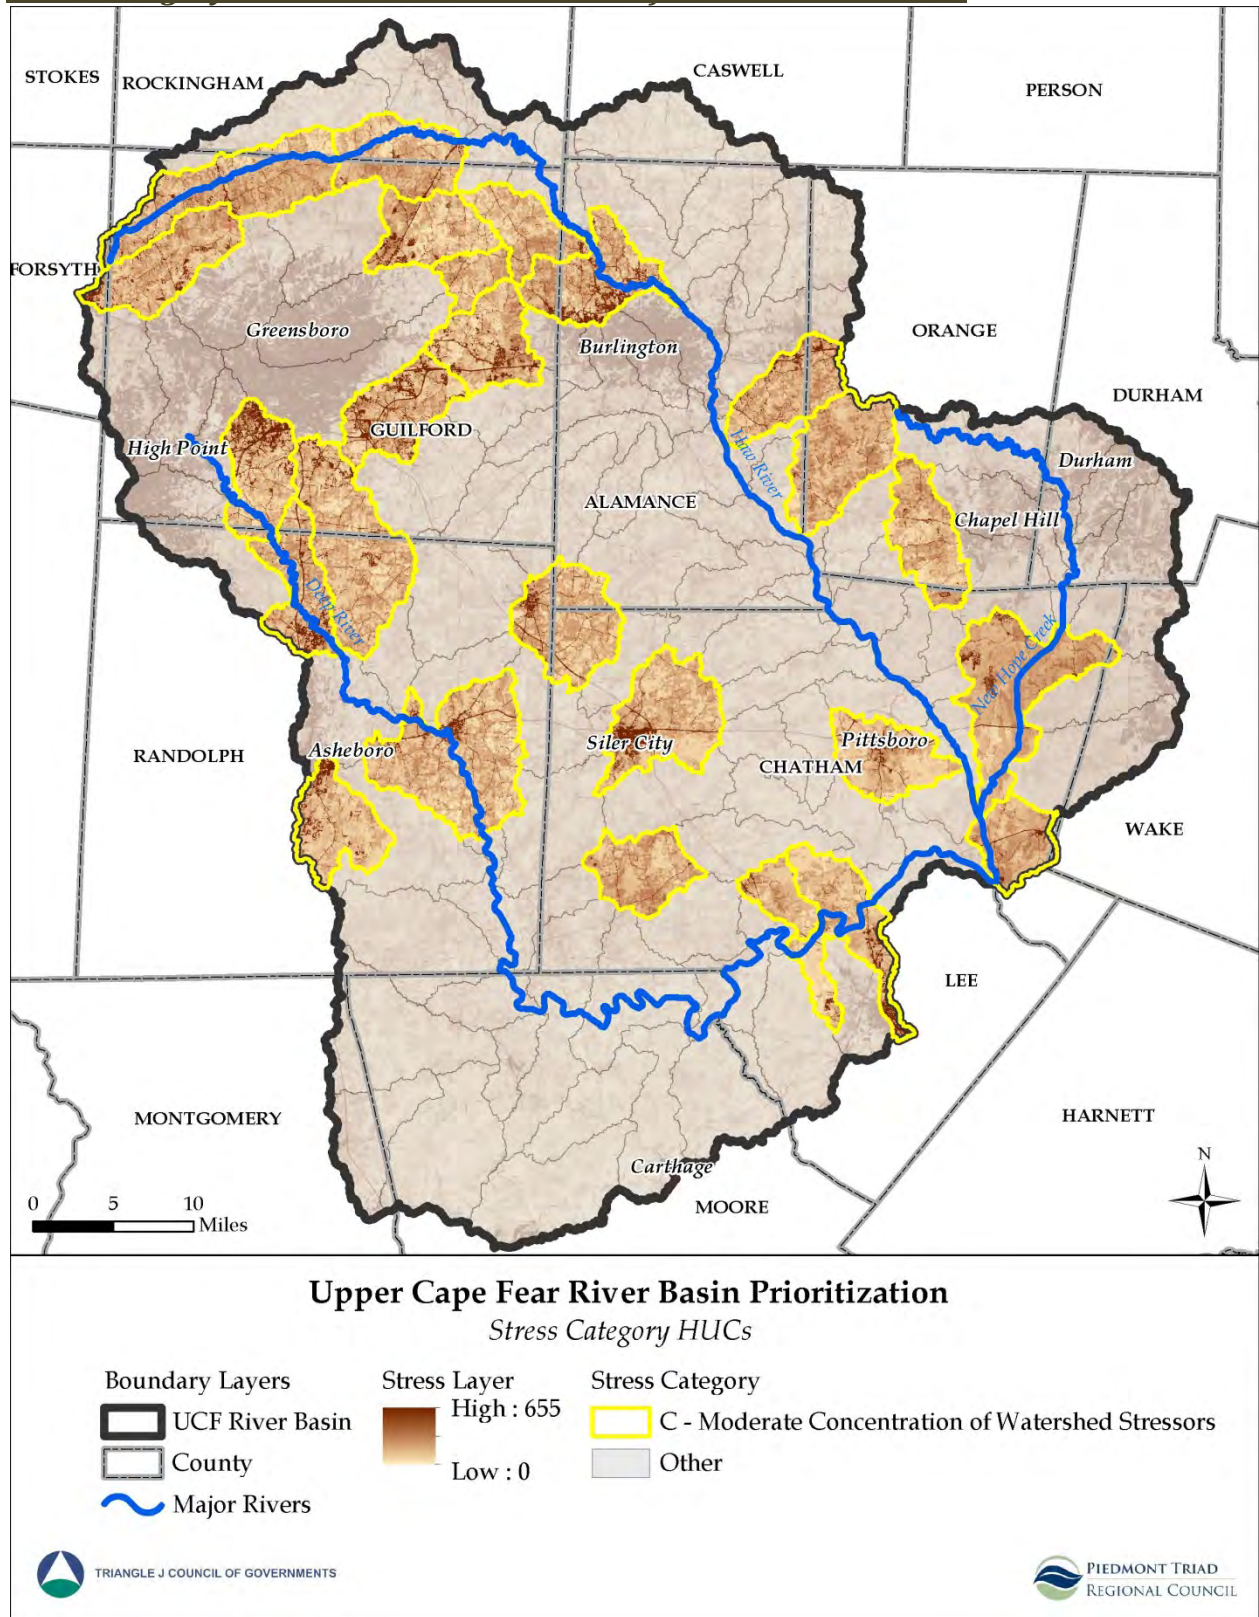 STOKES
ROCKINGHAM
CASWELL
PERSON
FORSYTH
Greensboro
Burlington
ORANGE
DURHAM
High Point
GUILFORD
Haw River
Durham
ALAMANCE
Chapel Hill
Deep River
New Hope Creek
RANDOLPH
Asheboro
Siler City
Pittsboro
CHATHAM
WAKE
LEE
MONTGOMERY
HARNETT
Carthage
MOORE
N
0 5 10
Miles
Upper Cape Fear River Basin Prioritization
Stress Category HUCs
Boundary Layers
UCF River Basin
County
Major Rivers
Stress Layer
High : 655
Low : 0
Stress Category
C - Moderate Concentration of Watershed Stressors
Other
TRIANGLE J COUNCIL OF GOVERNMENTS
PIEDMONT TRIAD
REGIONAL COUNCIL